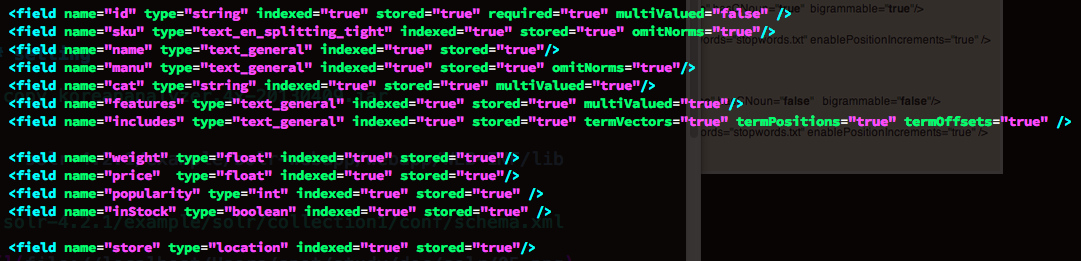 <field name="id" type="string" indexed="true" stored="true" required="true" multiValued="false" />
<field name="sku" type="text_en_splitting_tight" indexed="true" stored="true" omitNorms="true"/>
<field name="name" type="text_general" indexed="true" stored="true"/>
<field name="manu" type="text_general" indexed="true" stored="true" omitNorms="true"/>
<field name="cat" type="string" indexed="true" stored="true" multiValued="true"/>
<field name="features" type="text_general" indexed="true" stored="true" multiValued="true"/>
<field name="includes" type="text_general" indexed="true" stored="true" termVectors="true" termPositions="true" termOffsets="true" />
<field name="weight" type="float" indexed="true" stored="true"/>
<field name="price"  type="float" indexed="true" stored="true"/>
<field name="popularity" type="int" indexed="true" stored="true" />
<field name="inStock" type="boolean" indexed="true" stored="true" />
<field name="store" type="location" indexed="true" stored="true"/>
bigrammable="true"/>
words="stopwords.txt" enablePositionIncrements="true" />
CNoun="false" bigrammable="false"/>
words="stopwords.txt" enablePositionIncrements="true" />
/lib
solr-4.2.1/example/solr/collection1/conf/schema.xml